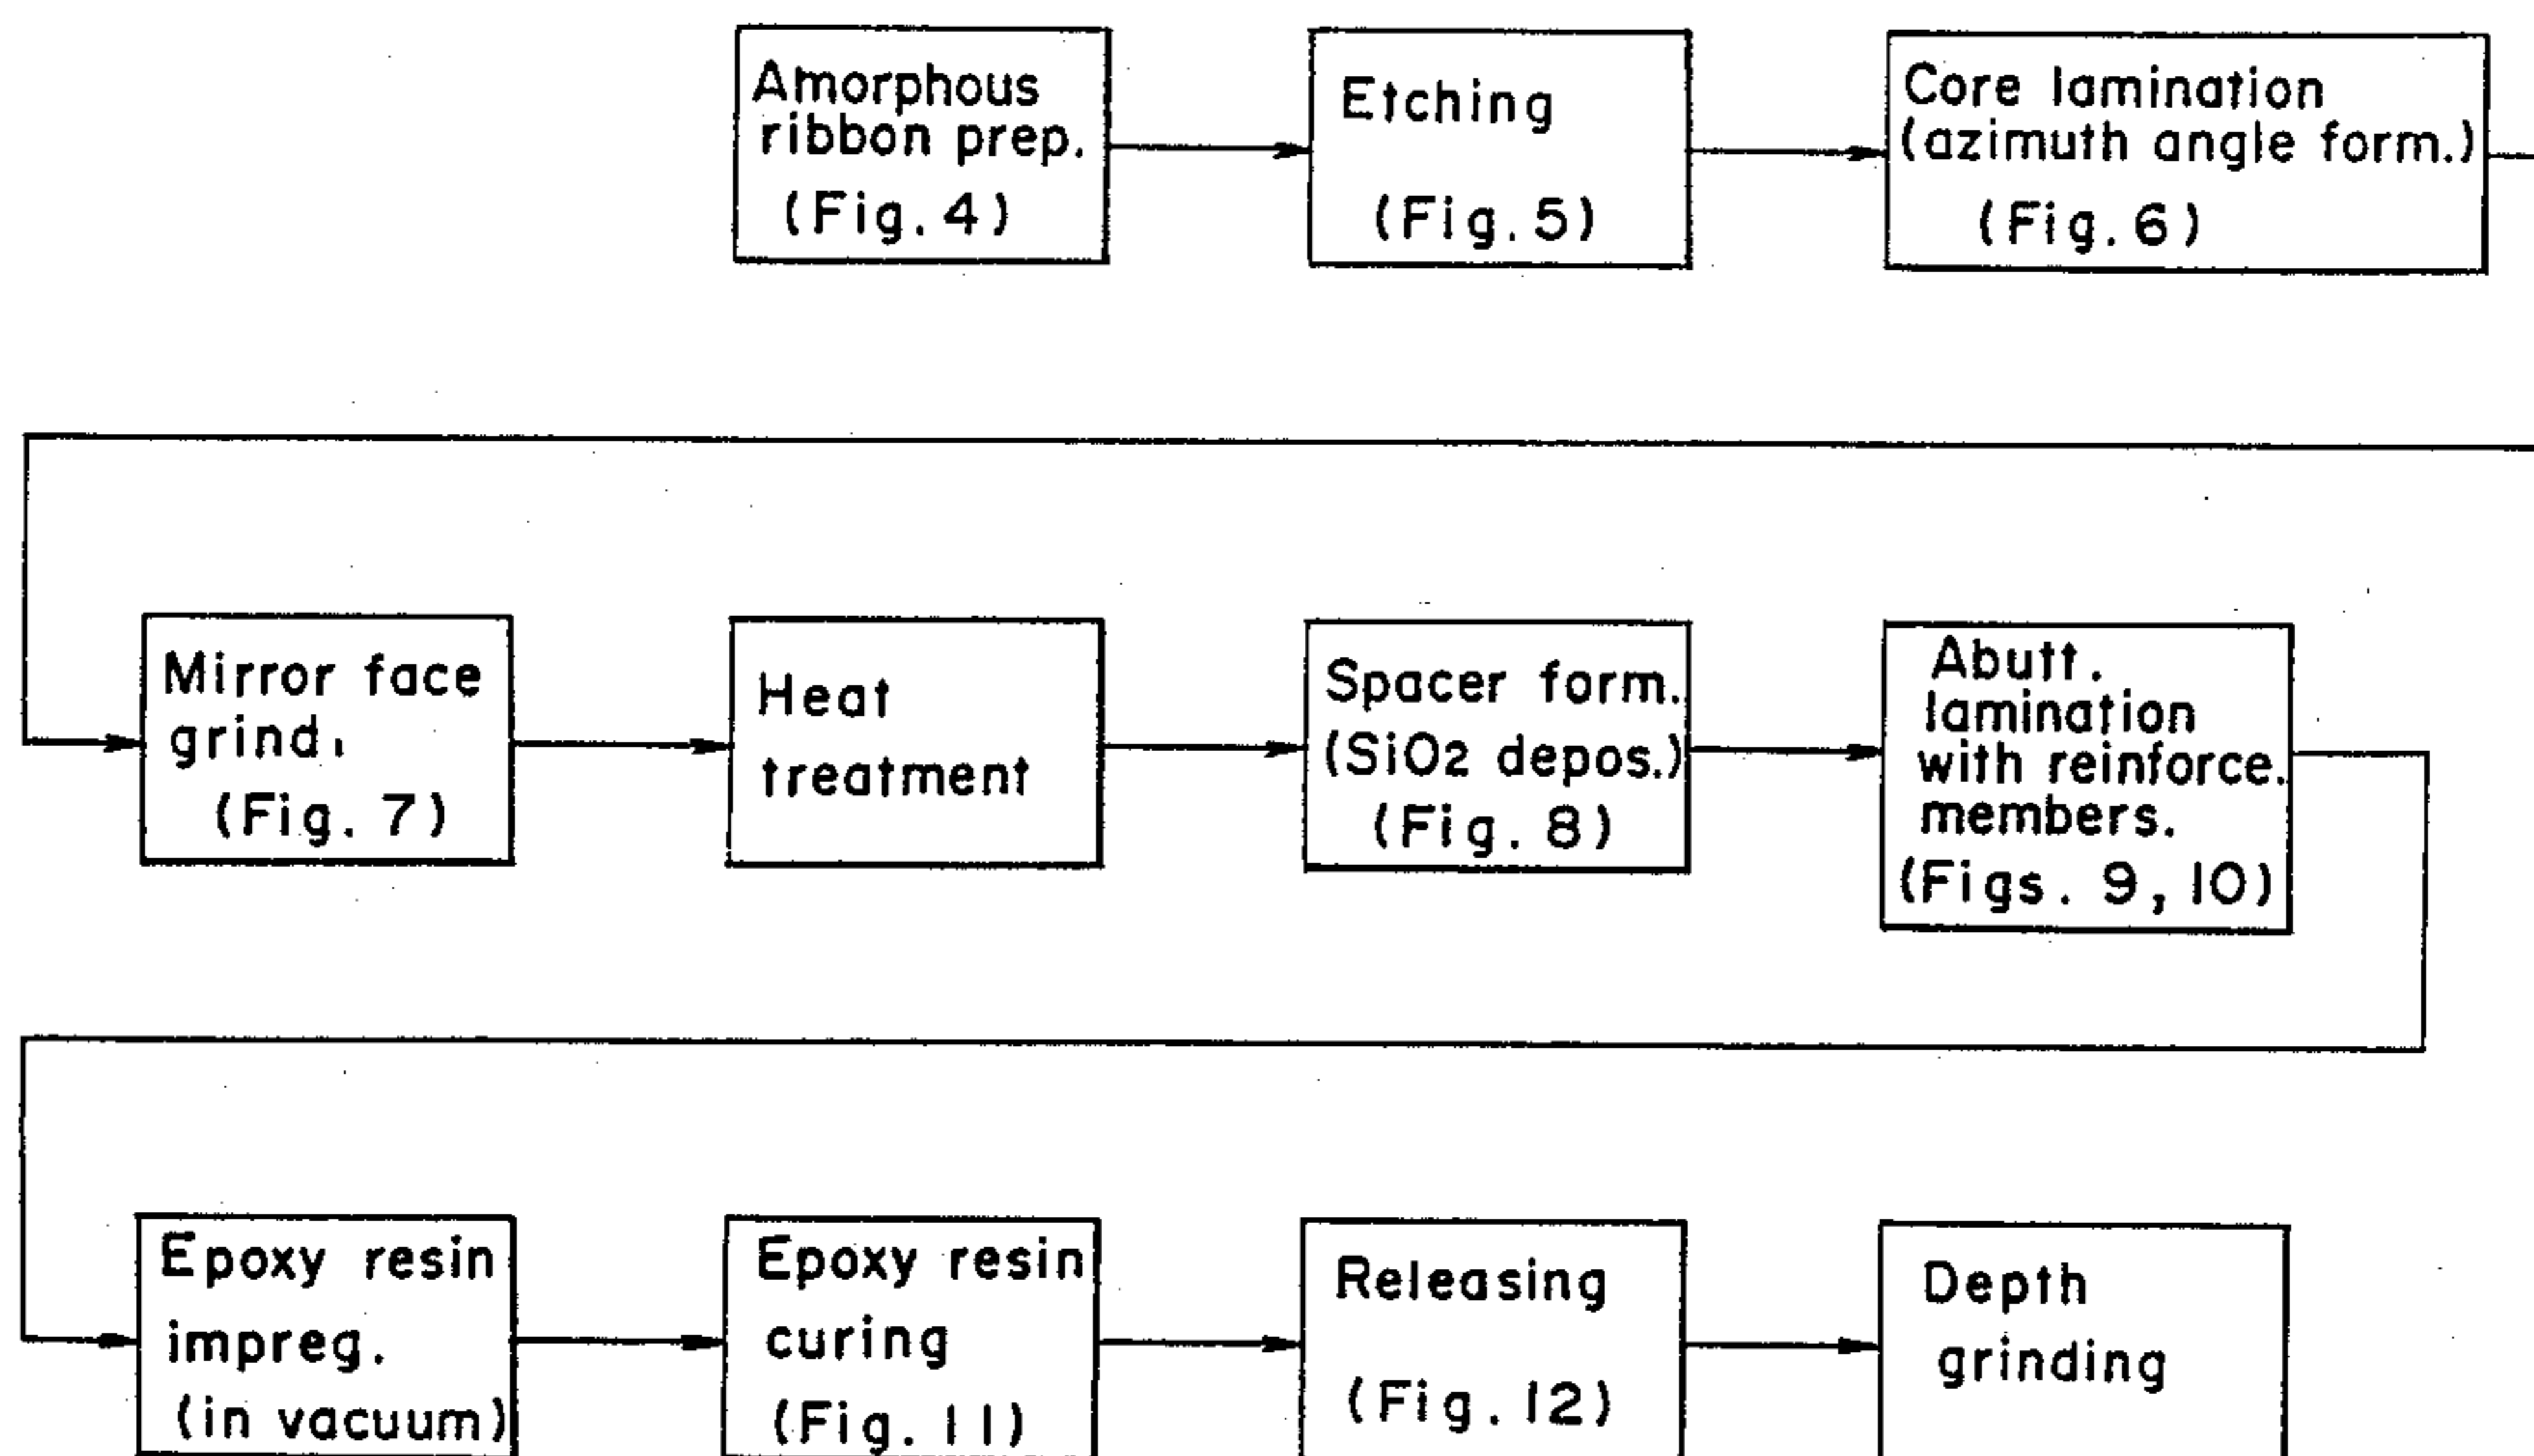 Amorphous
ribbon prep.
(Fig. 4)
Etching
(Fig. 5)
Core lamination
(azimuth angle form.)
(Fig. 6)
Mirror face
grind.
(Fig. 7)
Heat
treatment
Spacer form.
(SiO2 depos.)
(Fig. 8)
Abutt.
lamination
with reinforce.
members.
(Figs. 9, 10)
Epoxy resin
impreg.
(in vacuum)
Epoxy resin
curing
(Fig. 11)
Releasing
(Fig. 12)
Depth
grinding